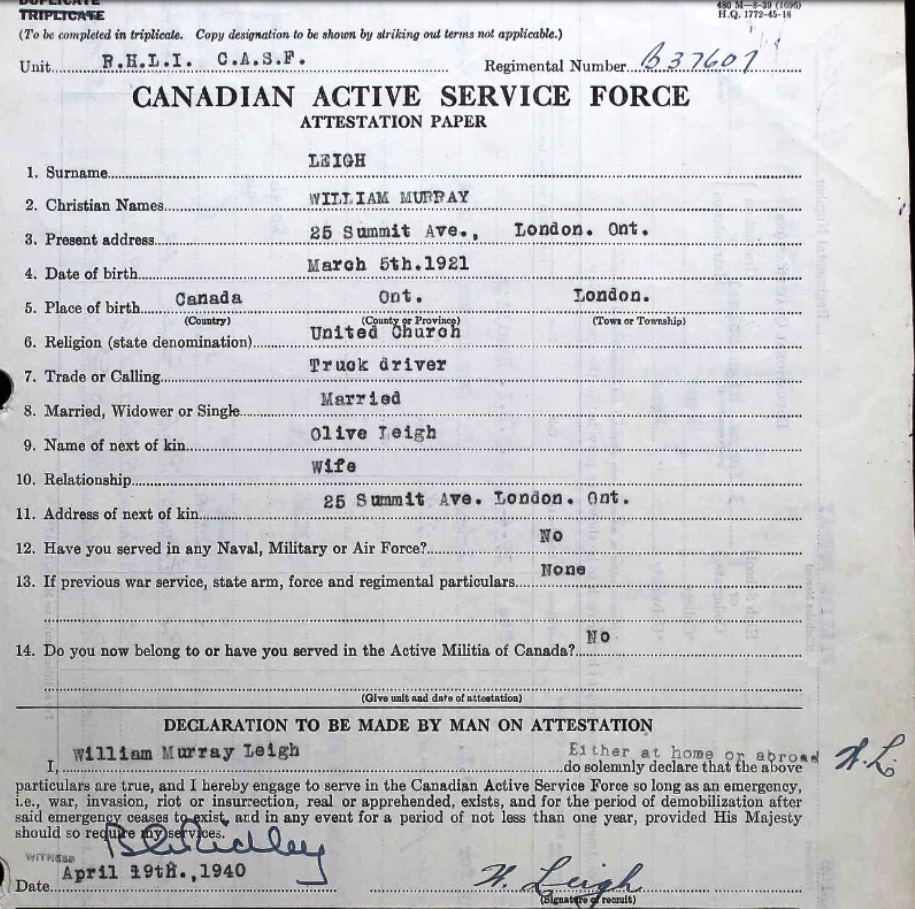 DUPLICATE
TRIPLICATE
480 M—8-39 (1696)
H.Q. 1772-45-18
(To be completed in triplicate. Copy designation to be shown by striking out terms not applicable.)
Unit R.H.L.I. C.A.S.F. Regimental Number B37607
CANADIAN ACTIVE SERVICE FORCE
ATTESTATION PAPER
1. Surname LEIGH
2. Christian Names WILLIAM MURRAY
3. Present address 25 Summit Ave., London. Ont.
4. Date of birth March 5th.1921
5. Place of birth Canada Ont. London.
(Country) (County or Province) (Town or Township)
6. Religion (state denomination) United Church
7. Trade or Calling Truck driver
8. Married, Widower or Single Married
9. Name of next of kin Olive Leigh
10. Relationship Wife
11. Address of next of kin 25 Summit Ave. London. Ont.
12. Have you served in any Naval, Military or Air Force? No
13. If previous war service, state arm, force and regimental particulars None
14. Do you now belong to or have you served in the Active Militia of Canada? No
(Give unit and date of attestation)
DECLARATION TO BE MADE BY MAN ON ATTESTATION
Either at home or abroad W.L.
I, William Murray Leigh do solemnly declare that the above
particulars are true, and I hereby engage to serve in the Canadian Active Service Force so long as an emergency,
i.e., war, invasion, riot or insurrection, real or apprehended, exists, and for the period of demobilization after
said emergency ceases to exist, and in any event for a period of not less than one year, provided His Majesty
should so require my services.
WITNESS
Date April 19th.,1940 W. Leigh
(Signature of recruit)